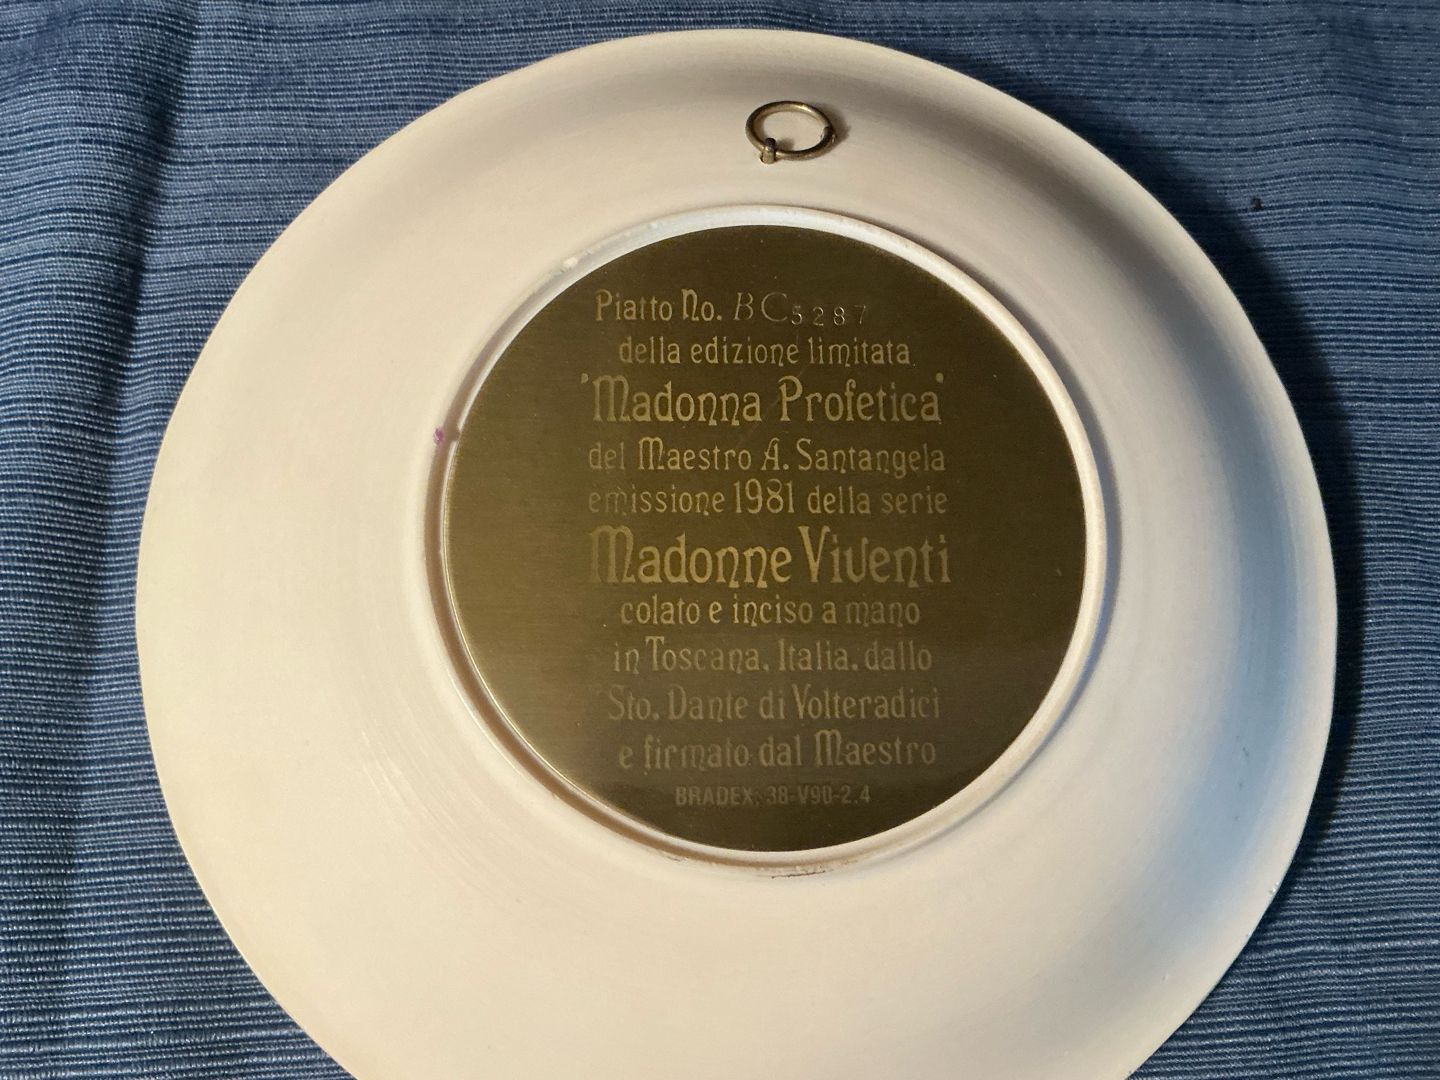 Piatto No. BC5287
della edizione limitata
'Madonna Profetica'
del Maestro A. Santangela
emissione 1981 della serie
Madonne Viventi
colato e inciso a mano
in Toscana, Italia, dallo
Sto. Dante di Volteradici
e firmato dal Maestro
BRADEX: 38-V90-2.4